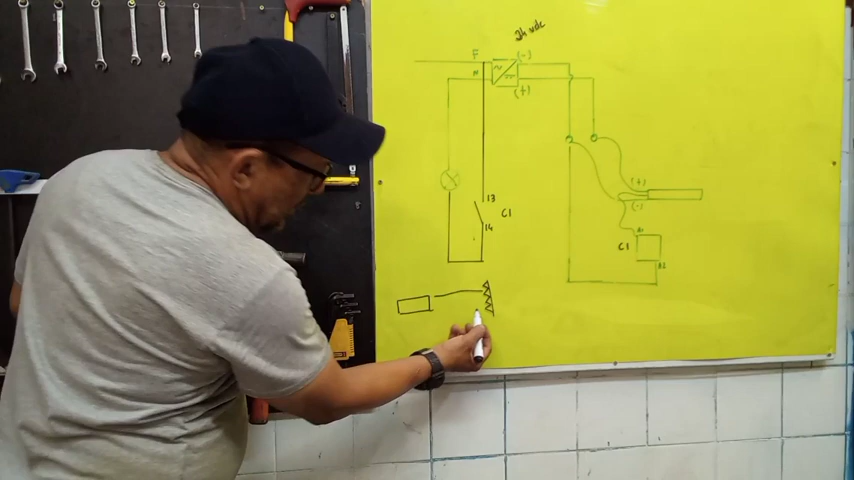 24 vdc
F
(-)
N
(+)
13
C1
14
(+)
(-)
A1
C1
A2